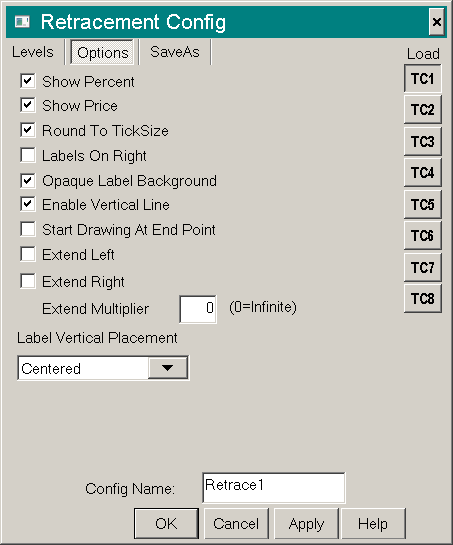 Retracement Config
Levels Options SaveAs Load
Show Percent TC1
Show Price TC2
Round To TickSize TC3
Labels On Right
Opaque Label Background TC4
Enable Vertical Line TC5
Start Drawing At End Point TC6
Extend Left TC7
Extend Right
Extend Multiplier 0 (0=Infinite) TC8
Label Vertical Placement
Centered
Config Name: Retrace1
OK Cancel Apply Help